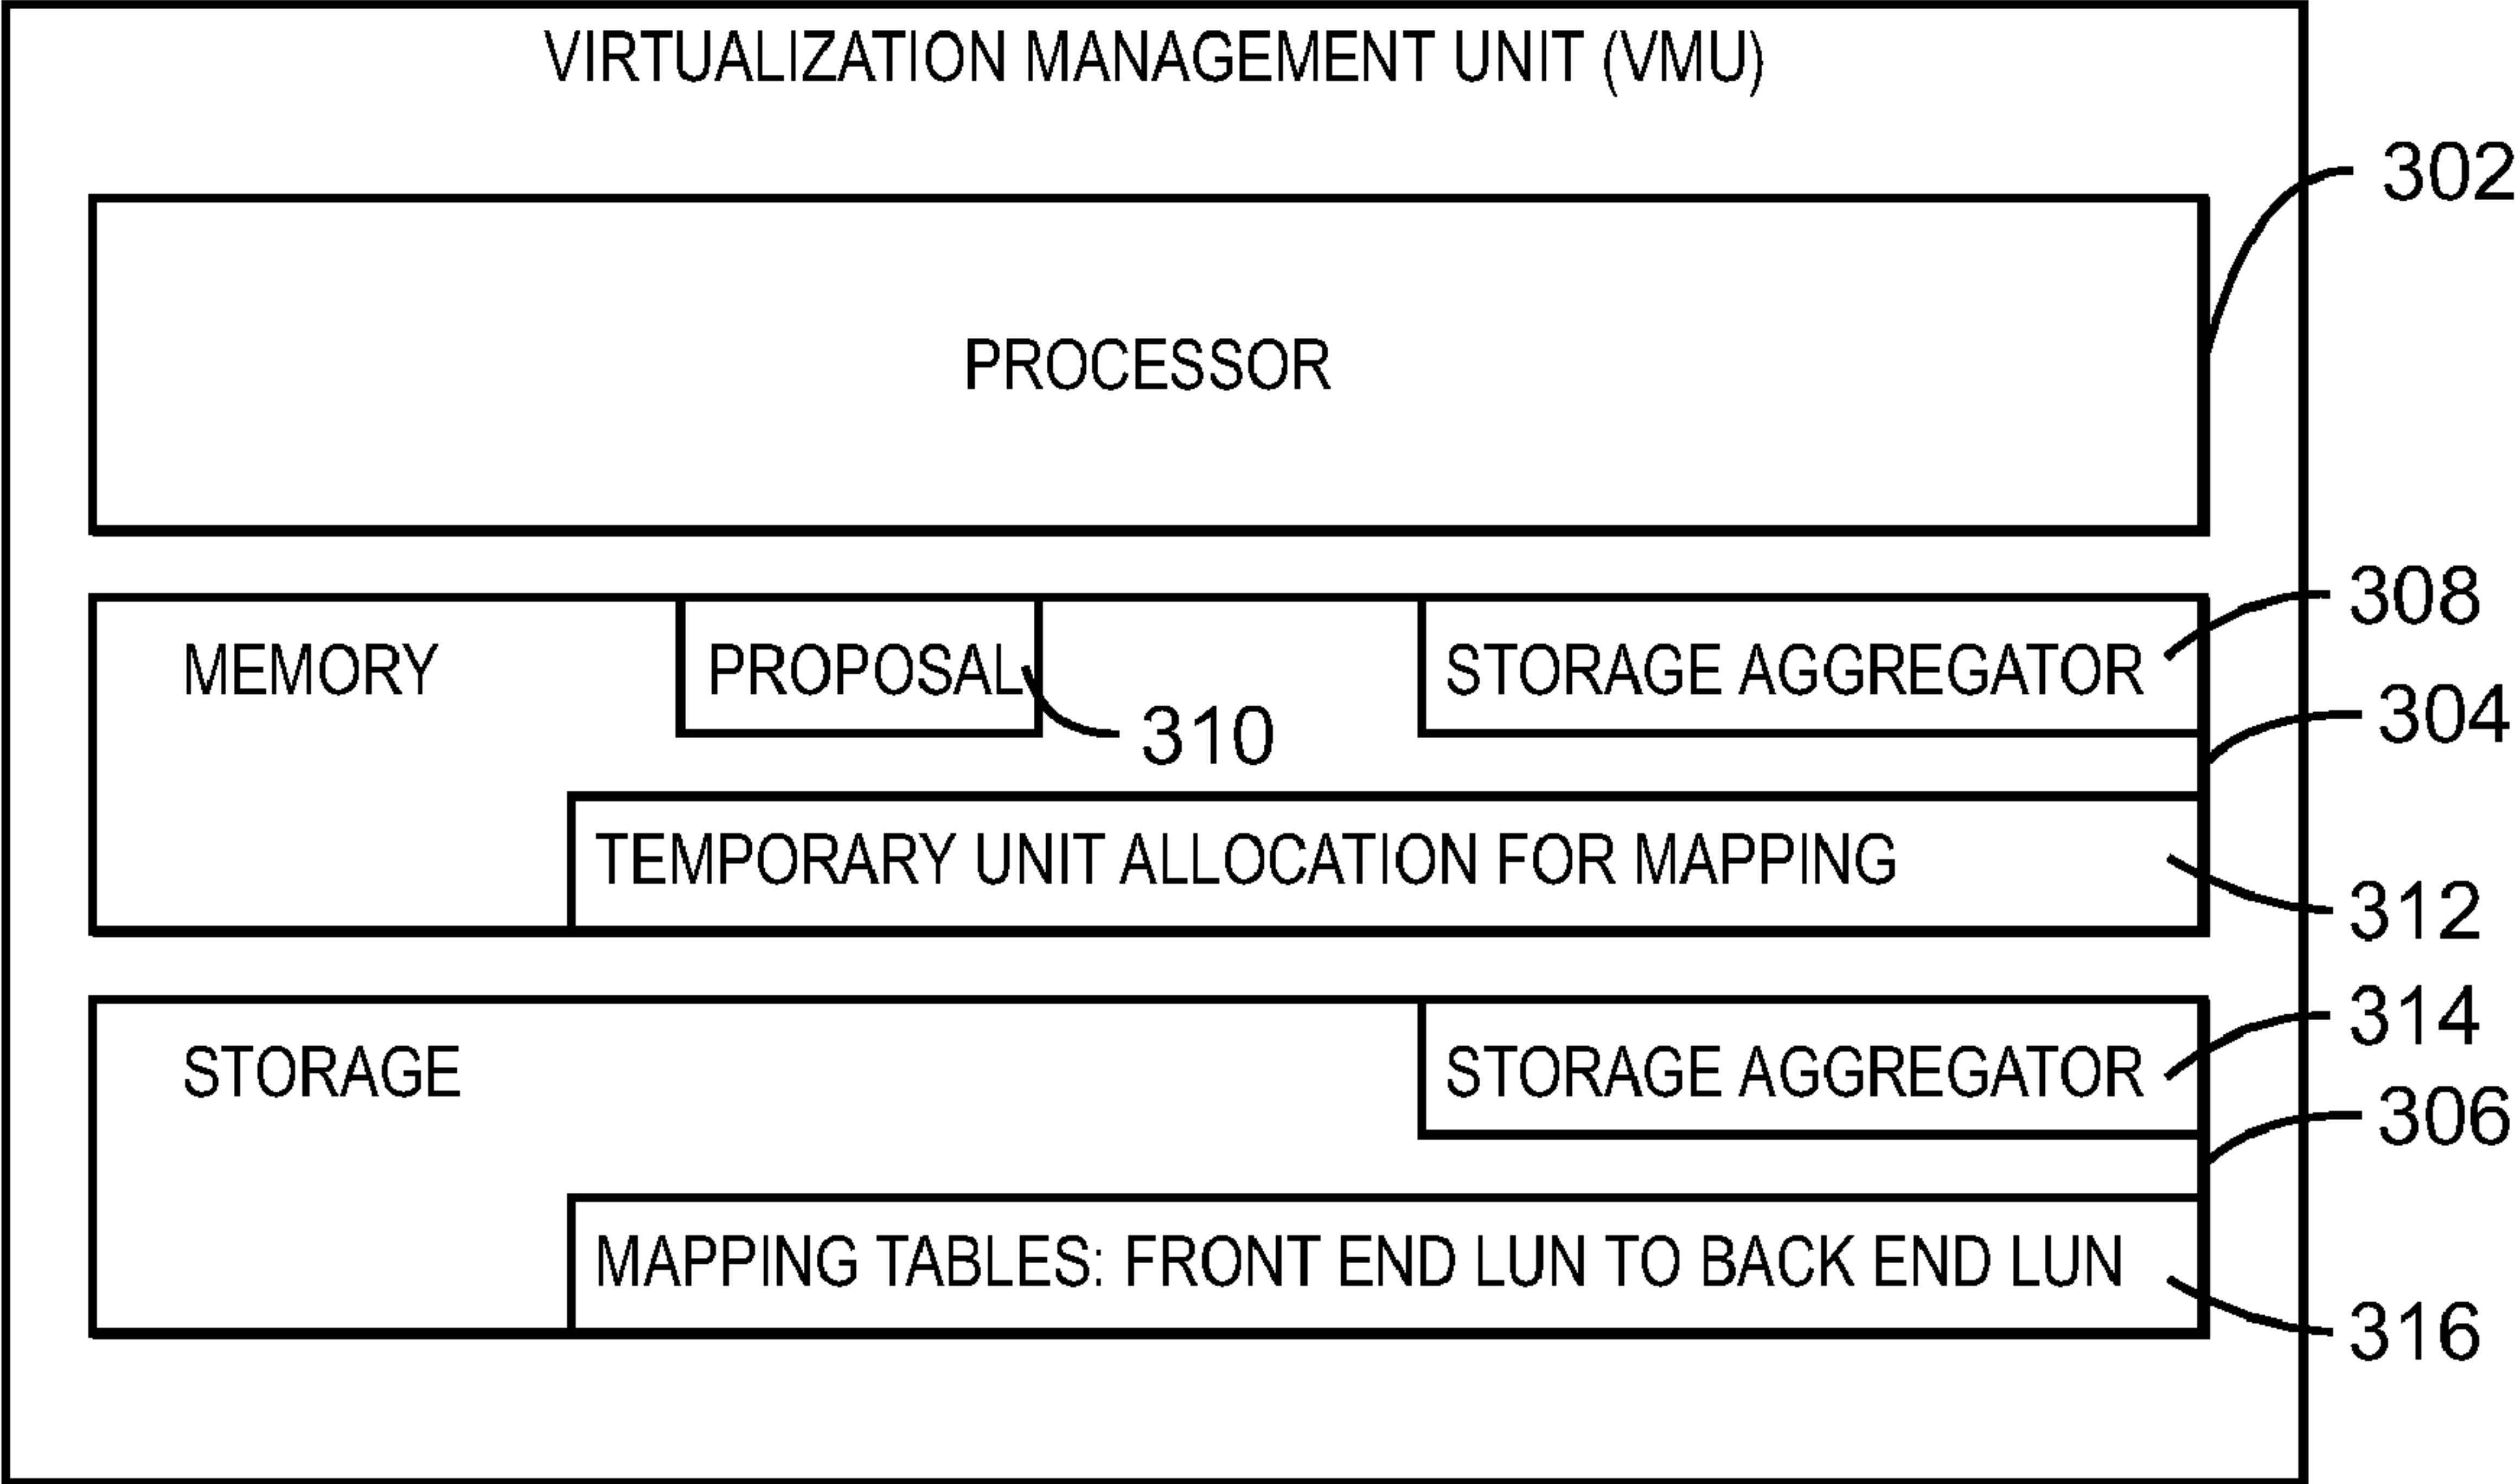 VIRTUALIZATION MANAGEMENT UNIT (VMU)
302
PROCESSOR
308
MEMORY
PROPOSAL
STORAGE AGGREGATOR
304
310
TEMPORARY UNIT ALLOCATION FOR MAPPING
312
314
STORAGE
STORAGE AGGREGATOR
306
MAPPING TABLES: FRONT END LUN TO BACK END LUN
316